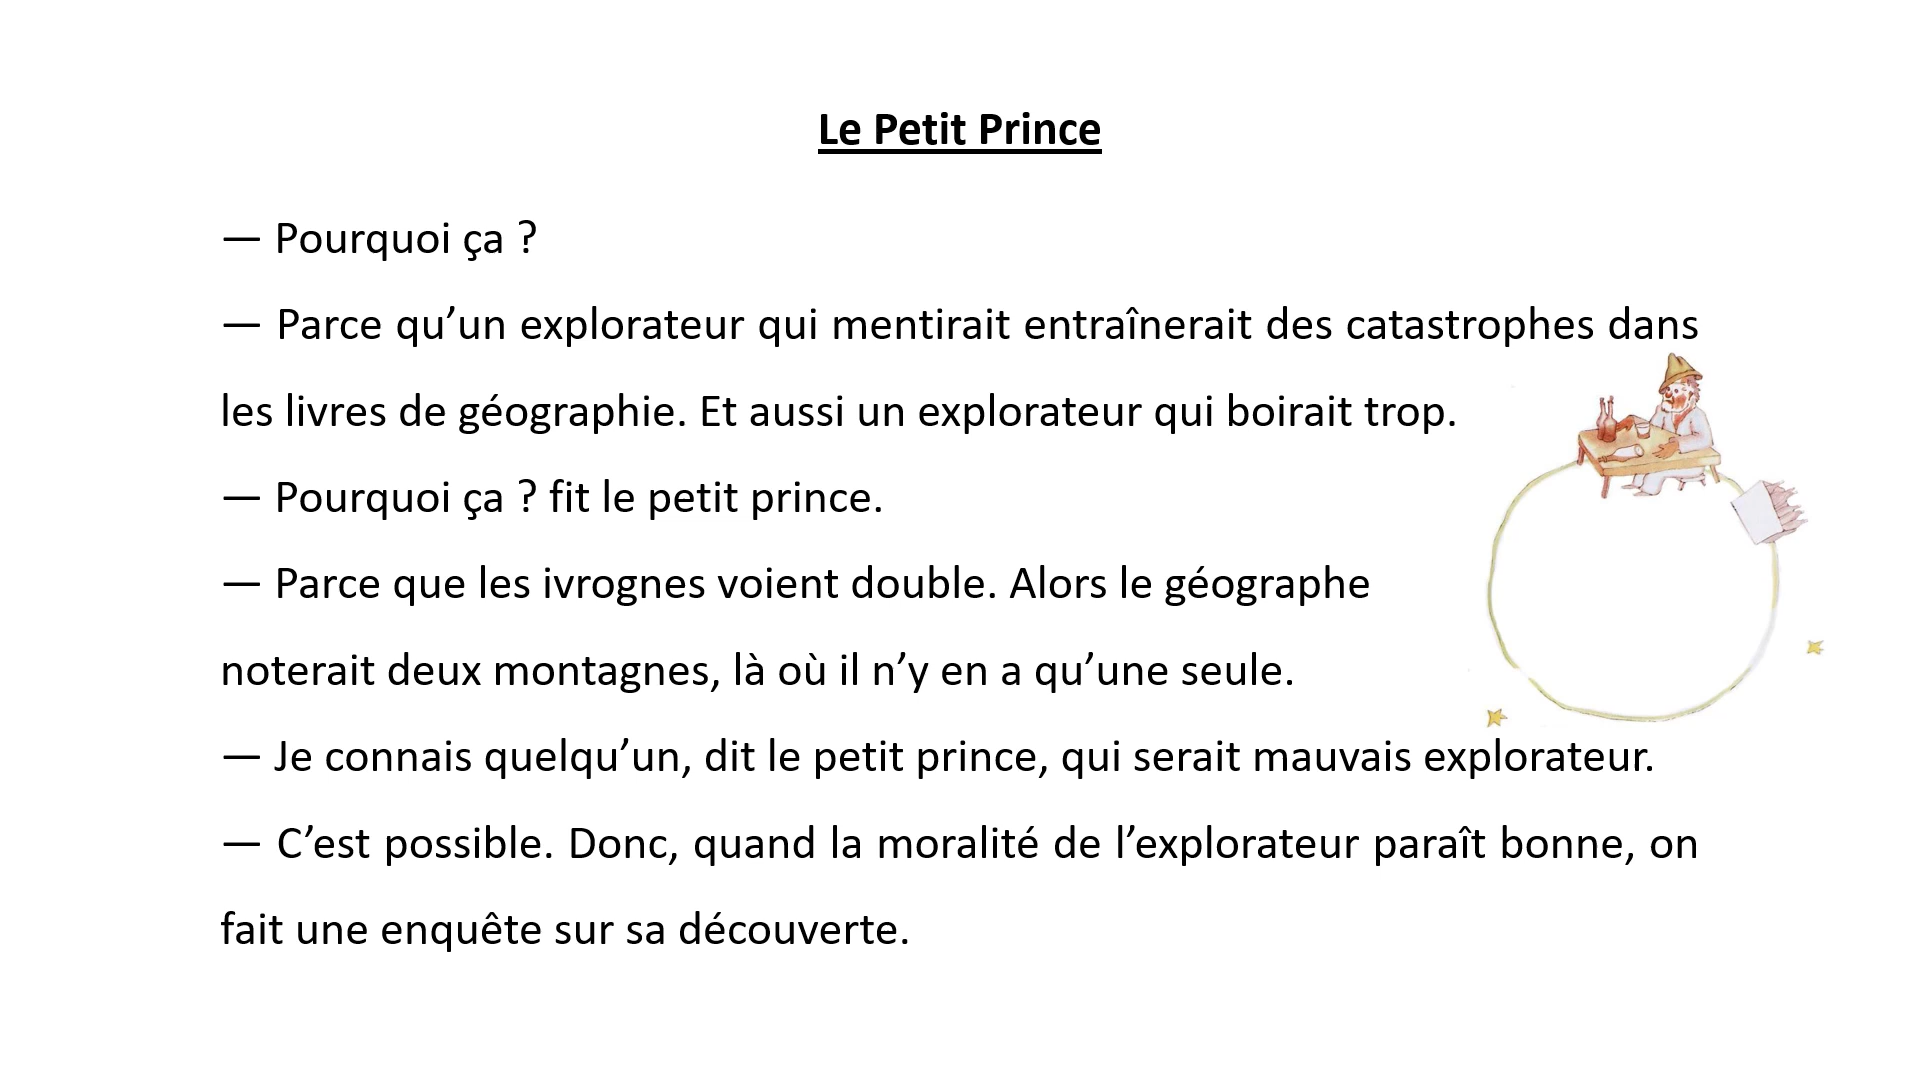 Le Petit Prince
— Pourquoi ça ?
— Parce qu’un explorateur qui mentirait entraînerait des catastrophes dans
les livres de géographie. Et aussi un explorateur qui boirait trop.
— Pourquoi ça ? fit le petit prince.
— Parce que les ivrognes voient double. Alors le géographe
noterait deux montagnes, là où il n’y en a qu’une seule.
— Je connais quelqu’un, dit le petit prince, qui serait mauvais explorateur.
— C’est possible. Donc, quand la moralité de l’explorateur paraît bonne, on
fait une enquête sur sa découverte.